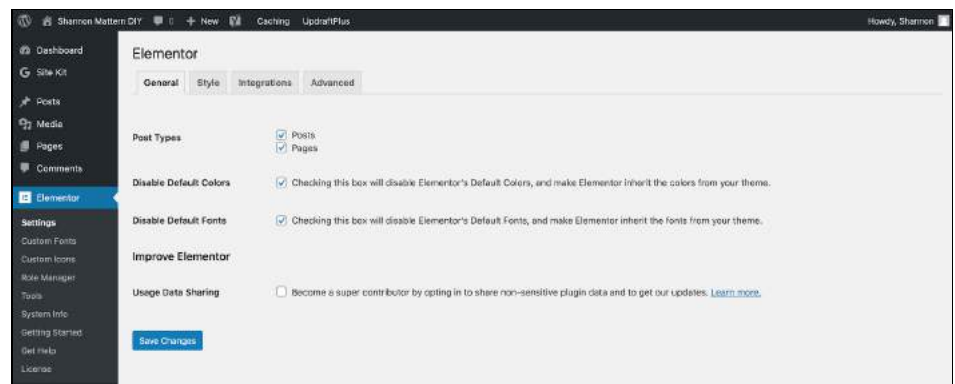 Shannon Mattern DIY 0 + New Caching UpdraftPlus Howdy, Shannon
Dashboard
Site Kit
Posts
Media
Pages
Comments
Elementor
Settings
Custom Fonts
Custom Icons
Role Manager
Tools
System Info
Getting Started
Get Help
License
Elementor
General Style Integrations Advanced
Post Types
Posts
Pages
Disable Default Colors Checking this box will disable Elementor's Default Colors, and make Elementor inherit the colors from your theme.
Disable Default Fonts Checking this box will disable Elementor's Default Fonts, and make Elementor inherit the fonts from your theme.
Improve Elementor
Usage Data Sharing Become a super contributor by opting in to share non-sensitive plugin data and to get our updates. Learn more.
Save Changes